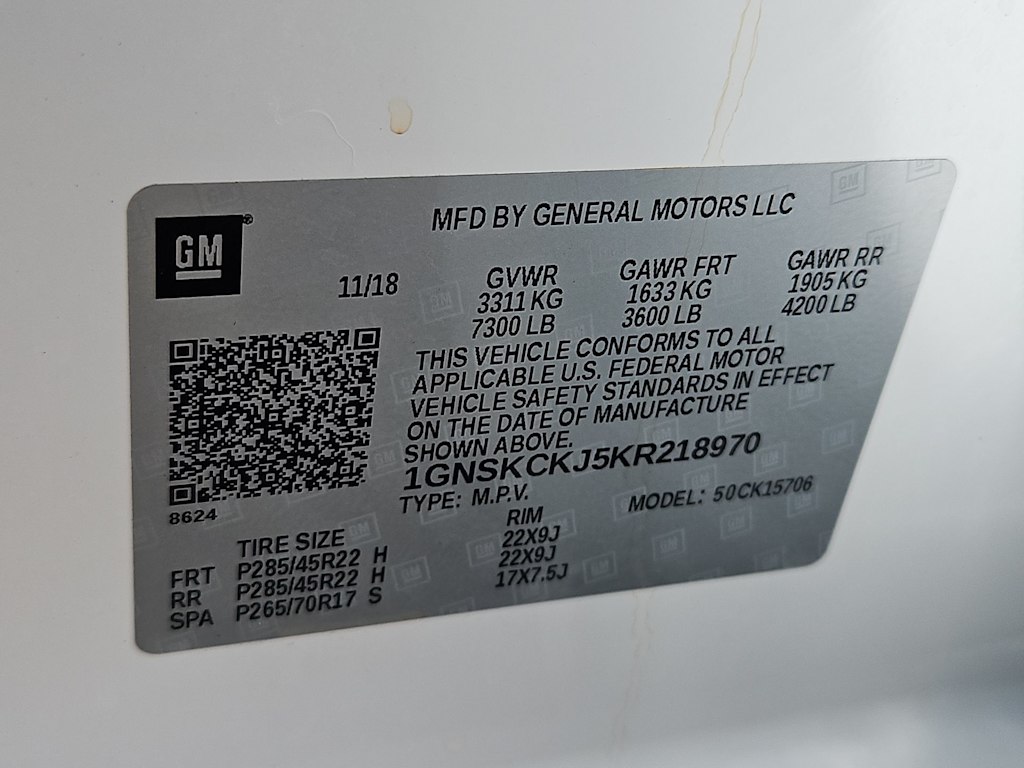 GM®
MFD BY GENERAL MOTORS LLC
11/18
GVWR
3311 KG
7300 LB
GAWR FRT
1633 KG
3600 LB
GAWR RR
1905 KG
4200 LB
THIS VEHICLE CONFORMS TO ALL
APPLICABLE U.S. FEDERAL MOTOR
VEHICLE SAFETY STANDARDS IN EFFECT
ON THE DATE OF MANUFACTURE
SHOWN ABOVE.
1GNSKCKJ5KR218970
TYPE: M.P.V. MODEL: 50CK15706
8624
TIRE SIZE RIM
FRT P285/45R22 H 22X9J
RR P285/45R22 H 22X9J
SPA P265/70R17 S 17X7.5J